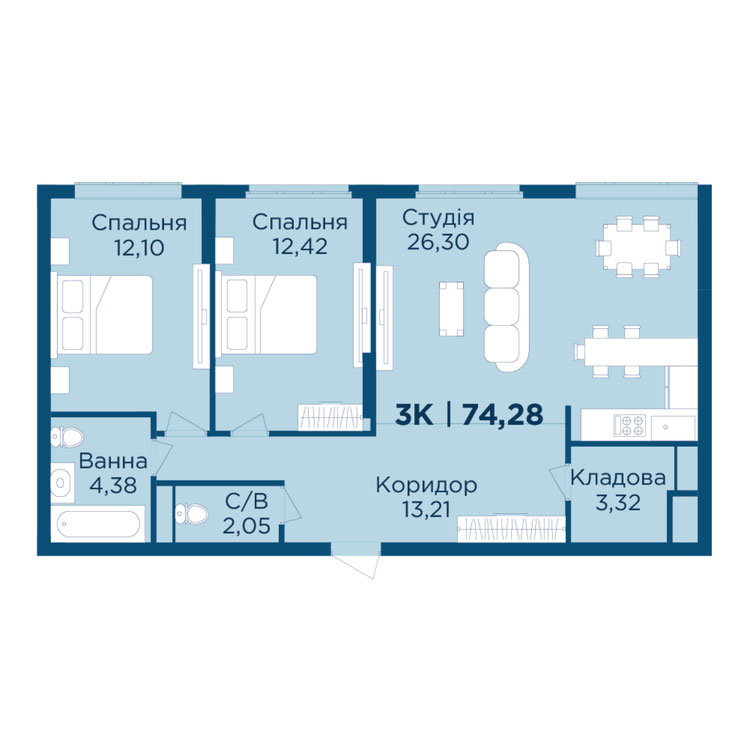 Спальня
12,10
Спальня
12,42
Студія
26,30
3К | 74,28
Ванна
4,38
С/В
2,05
Коридор
13,21
Кладова
3,32